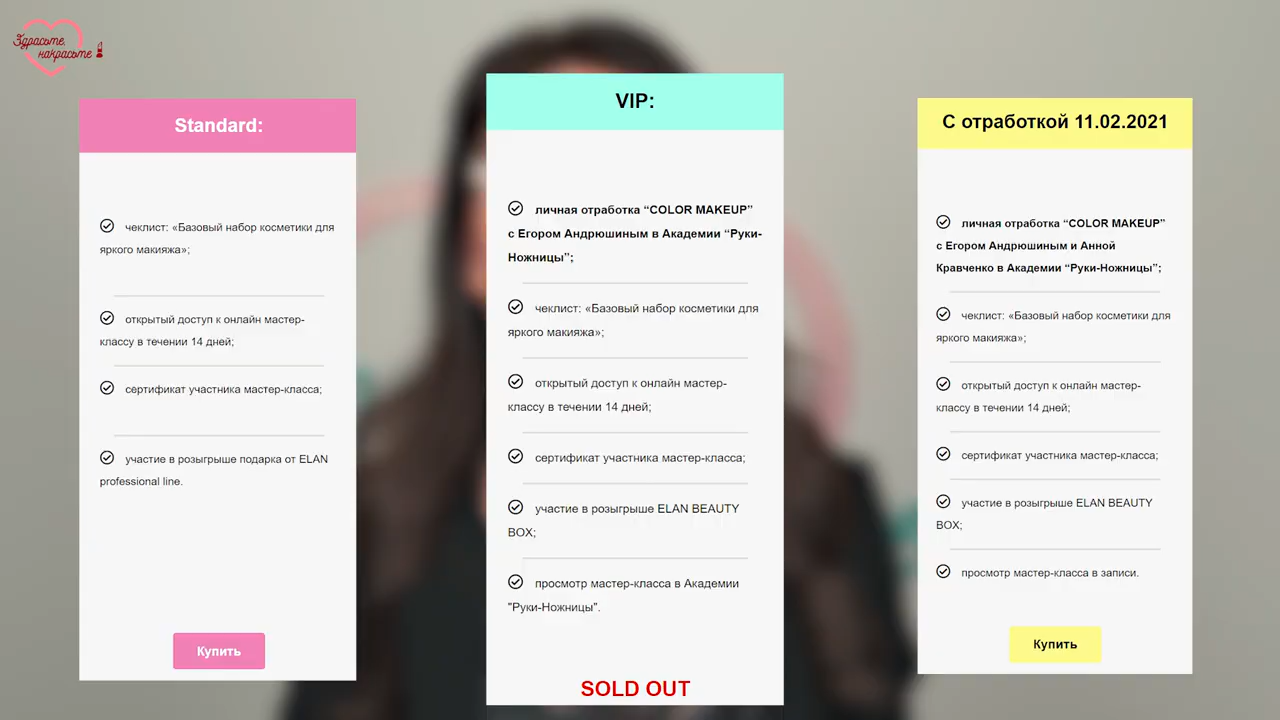 Здрасьте,
накрасьте
Standard:
чеклист: «Базовый набор косметики для
яркого макияжа»;
открытый доступ к онлайн мастер-
классу в течении 14 дней;
сертификат участника мастер-класса;
участие в розыгрыше подарка от ELAN
professional line.
Купить
VIP:
личная отработка “COLOR MAKEUP”
с Егором Андрюшиным в Академии “Руки-
Ножницы”;
чеклист: «Базовый набор косметики для
яркого макияжа»;
открытый доступ к онлайн мастер-
классу в течении 14 дней;
сертификат участника мастер-класса;
участие в розыгрыше ELAN BEAUTY
BOX;
просмотр мастер-класса в Академии
"Руки-Ножницы".
SOLD OUT
С отработкой 11.02.2021
личная отработка “COLOR MAKEUP”
с Егором Андрюшиным и Анной
Кравченко в Академии “Руки-Ножницы”;
чеклист: «Базовый набор косметики для
яркого макияжа»;
открытый доступ к онлайн мастер-
классу в течении 14 дней;
сертификат участника мастер-класса;
участие в розыгрыше ELAN BEAUTY
BOX;
просмотр мастер-класса в записи.
Купить